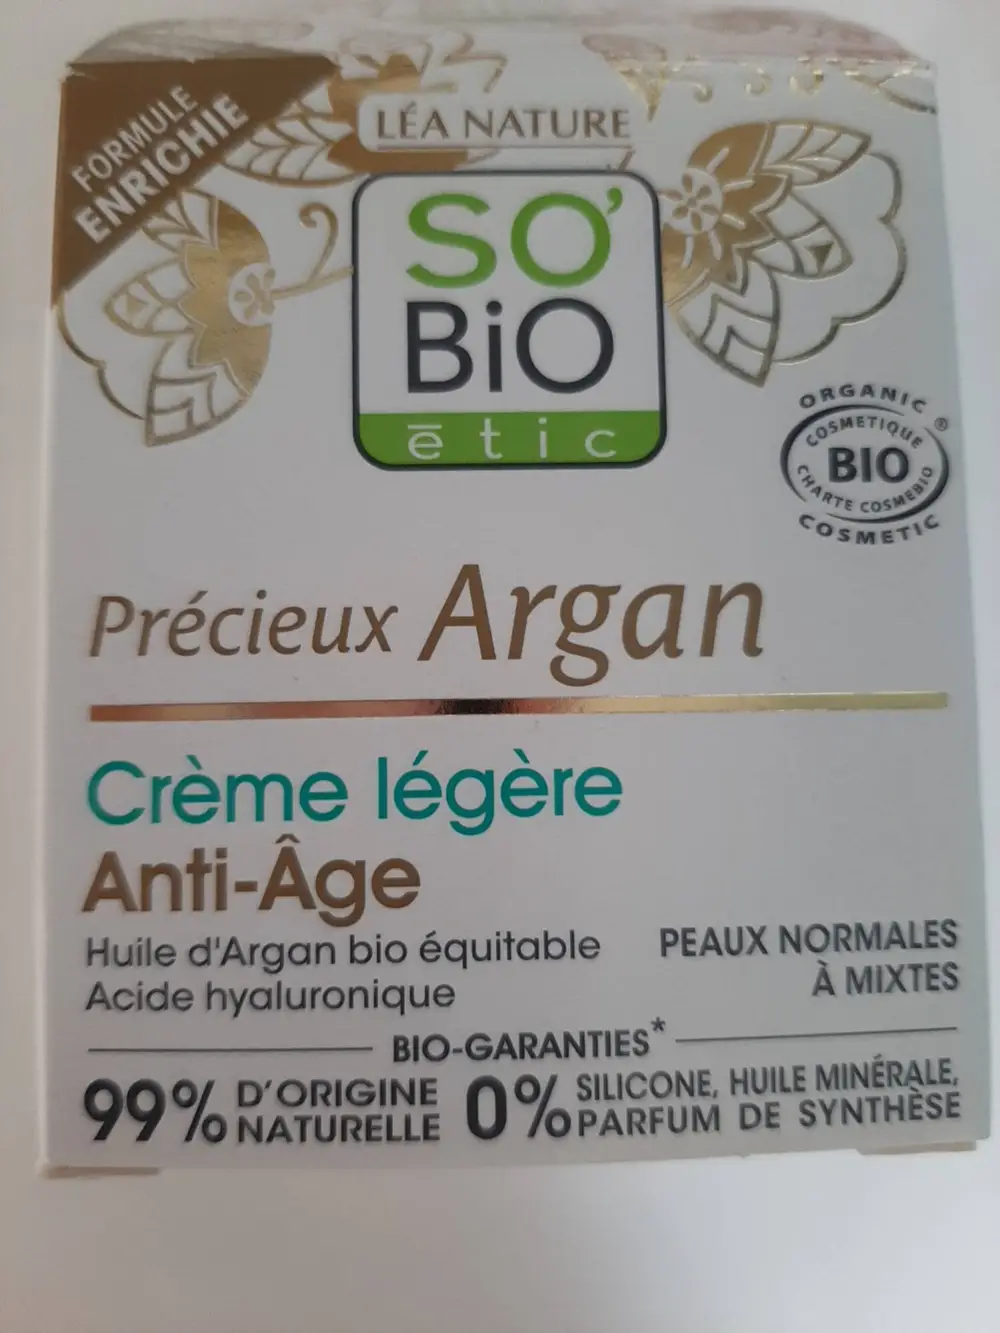 FORMULE
ENRICHIE
LÉA NATURE
SO'
BiO
ētic
ORGANIC
COSMETIQUE
BIO
CHARTE COSMEBIO
COSMETIC
®
Précieux Argan
Crème légère
Anti-Âge
Huile d'Argan bio équitable
Acide hyaluronique
PEAUX NORMALES
À MIXTES
BIO-GARANTIES*
99% D'ORIGINE
NATURELLE
0% SILICONE, HUILE MINÉRALE,
PARFUM DE SYNTHÈSE